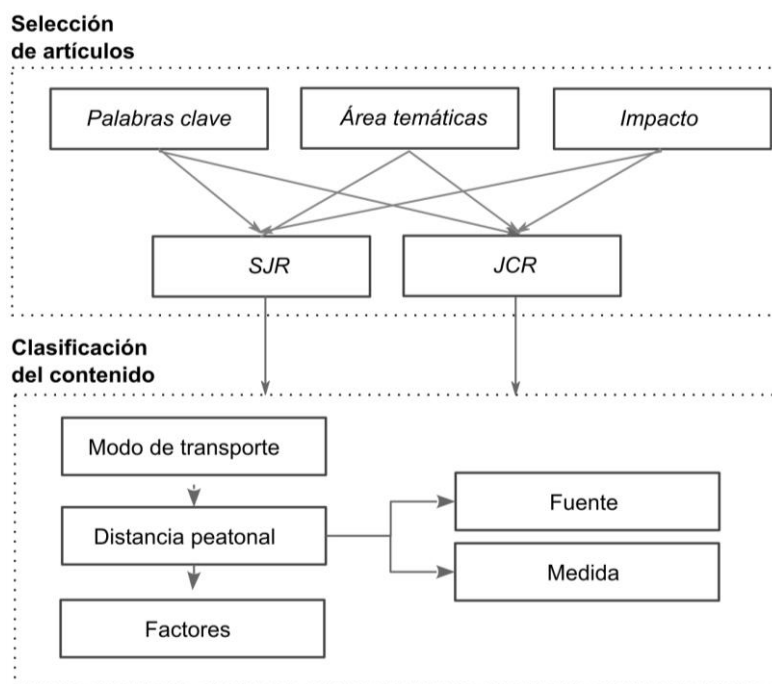 Selección
de artículos
Palabras clave
Área temáticas
Impacto
SJR
JCR
Clasificación
del contenido
Modo de transporte
Distancia peatonal
Factores
Fuente
Medida